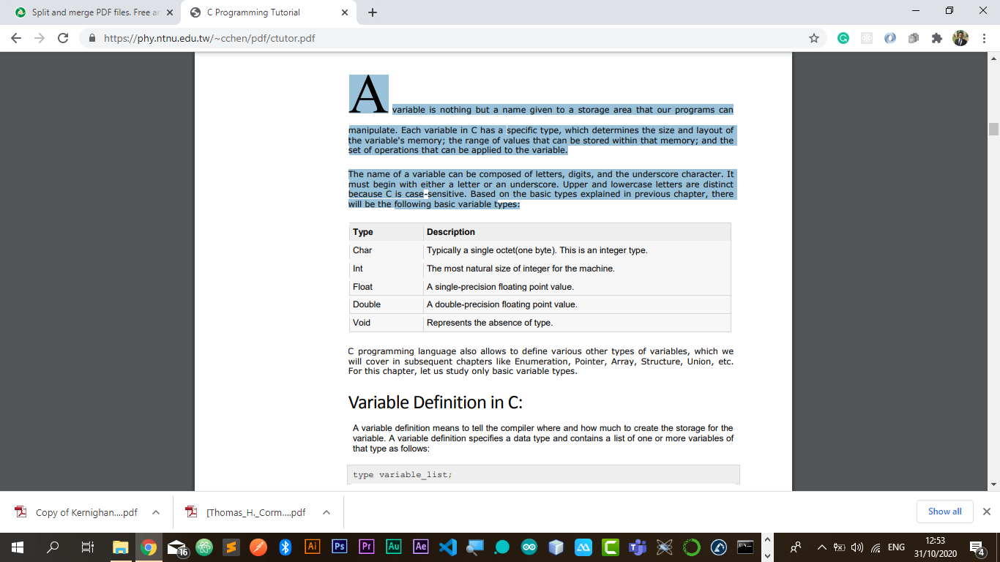 Split and merge PDF files. Free ar
C Programming Tutorial
https://phy.ntnu.edu.tw/~cchen/pdf/ctutor.pdf
A variable is nothing but a name given to a storage area that our programs can
manipulate. Each variable in C has a specific type, which determines the size and layout of
the variable's memory; the range of values that can be stored within that memory; and the
set of operations that can be applied to the variable.
The name of a variable can be composed of letters, digits, and the underscore character. It
must begin with either a letter or an underscore. Upper and lowercase letters are distinct
because C is case-sensitive. Based on the basic types explained in previous chapter, there
will be the following basic variable types:
Type Description
Char Typically a single octet(one byte). This is an integer type.
Int The most natural size of integer for the machine.
Float A single-precision floating point value.
Double A double-precision floating point value.
Void Represents the absence of type.
C programming language also allows to define various other types of variables, which we
will cover in subsequent chapters like Enumeration, Pointer, Array, Structure, Union, etc.
For this chapter, let us study only basic variable types.
Variable Definition in C:
A variable definition means to tell the compiler where and how much to create the storage for the
variable. A variable definition specifies a data type and contains a list of one or more variables of
that type as follows:
type variable_list;
Copy of Kernighan....pdf
[Thomas_H._Corm....pdf
Show all
16
Ai
Ps
Pr
Au
Ae
ENG
12:53
31/10/2020
4